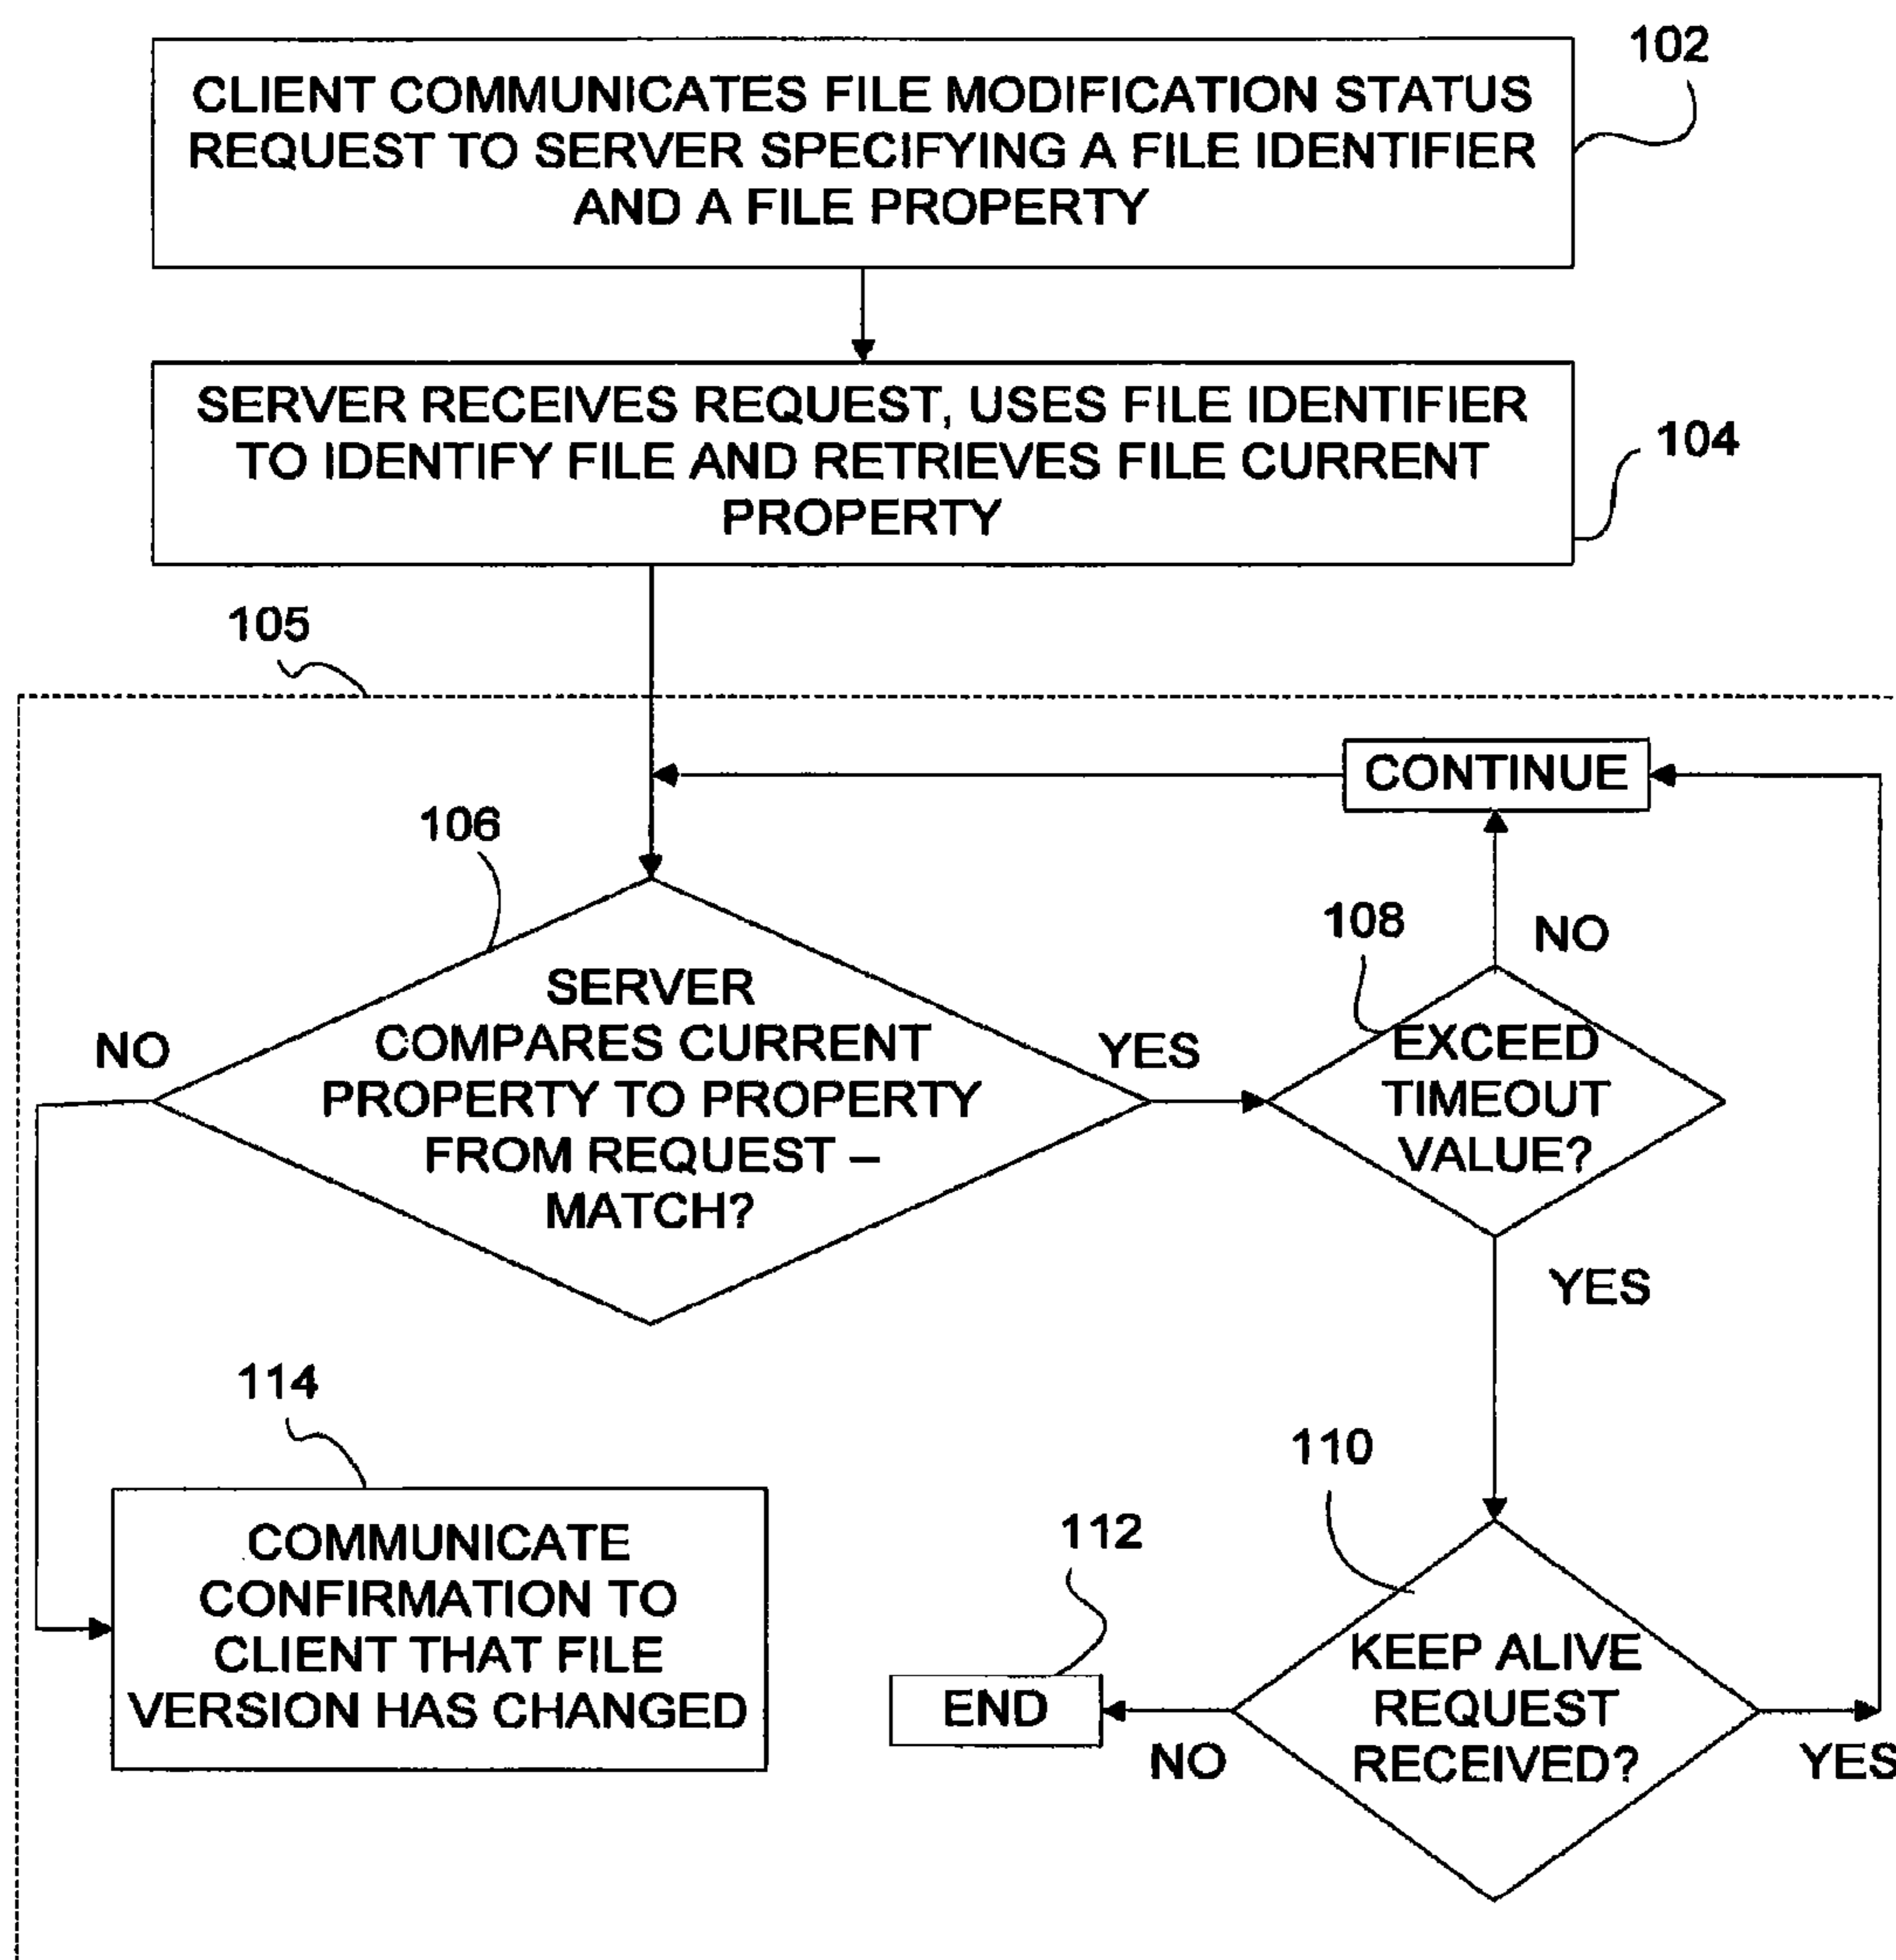 102
CLIENT COMMUNICATES FILE MODIFICATION STATUS
REQUEST TO SERVER SPECIFYING A FILE IDENTIFIER
AND A FILE PROPERTY
SERVER RECEIVES REQUEST, USES FILE IDENTIFIER
TO IDENTIFY FILE AND RETRIEVES FILE CURRENT
PROPERTY
104
105
CONTINUE
106
108
NO
SERVER
COMPARES CURRENT
PROPERTY TO PROPERTY
FROM REQUEST –
MATCH?
NO
YES
EXCEED
TIMEOUT
VALUE?
YES
114
110
COMMUNICATE
CONFIRMATION TO
CLIENT THAT FILE
VERSION HAS CHANGED
112
END
KEEP ALIVE
REQUEST
RECEIVED?
NO
YES